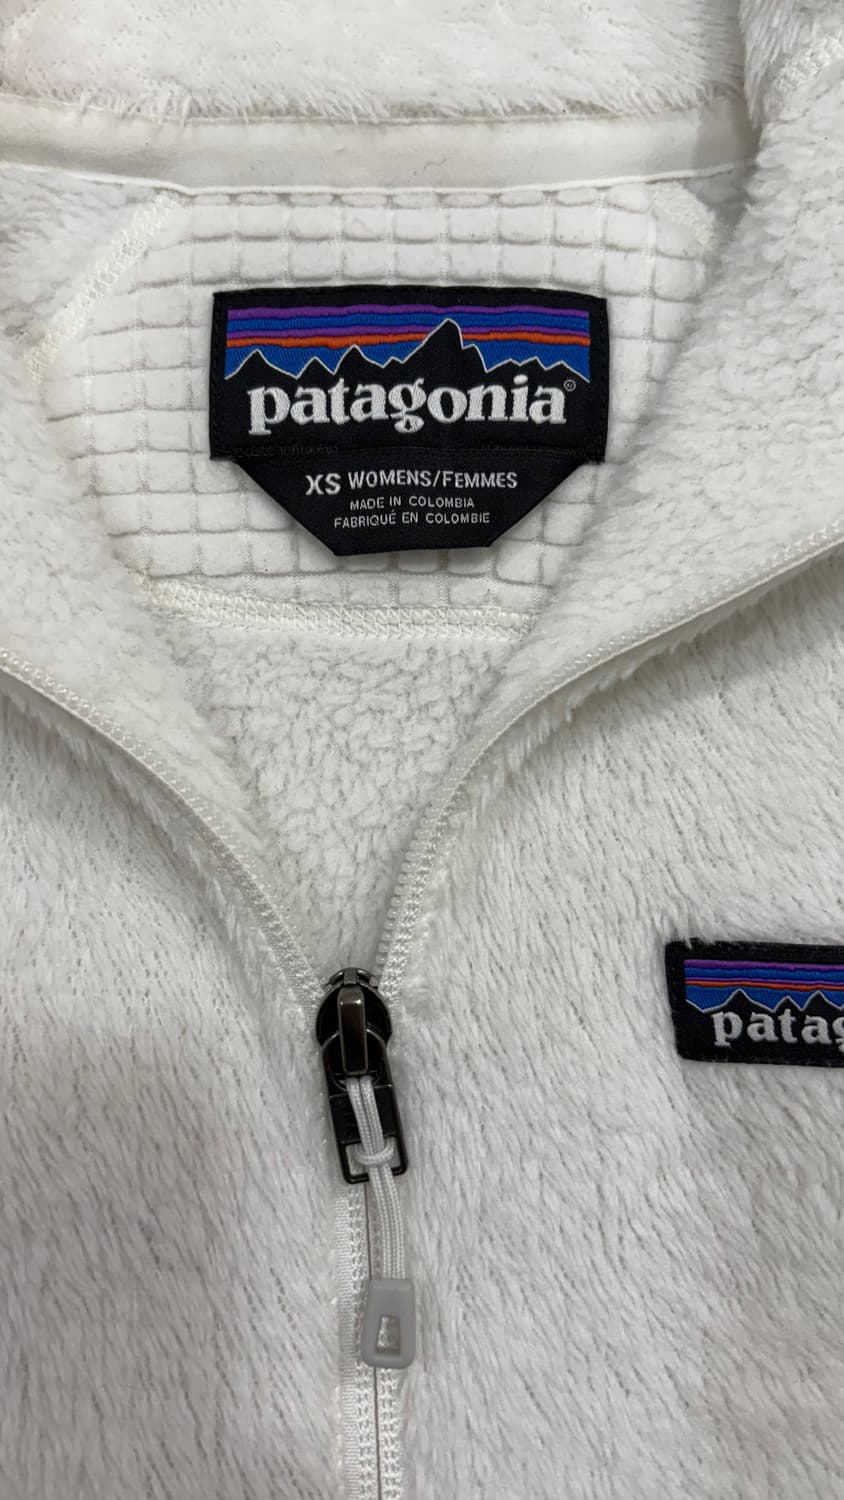 patagonia®
XS WOMENS/FEMMES
MADE IN COLOMBIA
FABRIQUÉ EN COLOMBIE
patag